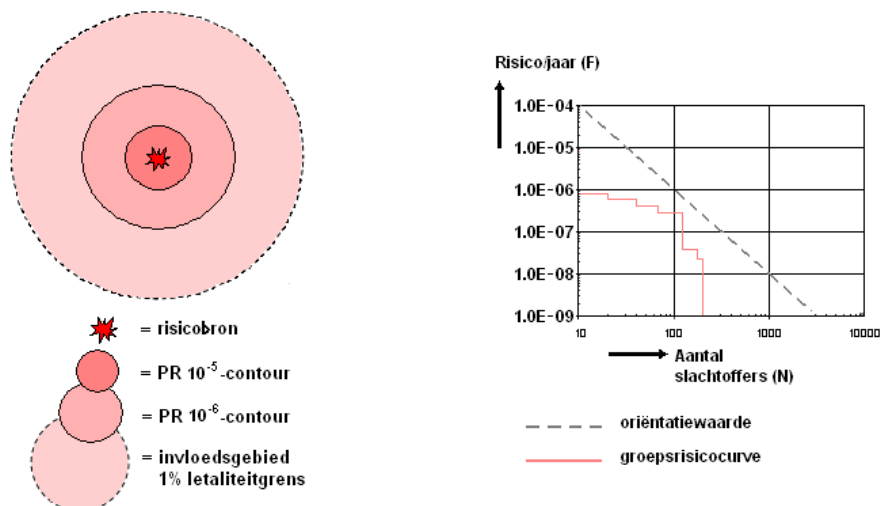 = risicobron
= PR 10⁻⁵-contour
= PR 10⁻⁶-contour
= invloedsgebied
1% letaliteitgrens
Risico/jaar (F)
1.0E-04
1.0E-05
1.0E-06
1.0E-07
1.0E-08
1.0E-09
10 100 1000 10000
Aantal
slachtoffers (N)
oriëntatiewaarde
groepsrisicocurve